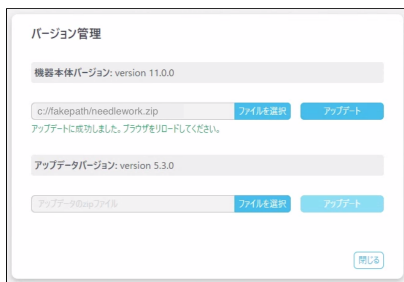 バージョン管理
機器本体バージョン: version 11.0.0
c://fakepath/needlework.zip ファイルを選択 アップデート
アップデートに成功しました。ブラウザをリロードしてください。
アップデータバージョン: version 5.3.0
アップデータのzipファイル ファイルを選択 アップデート
閉じる